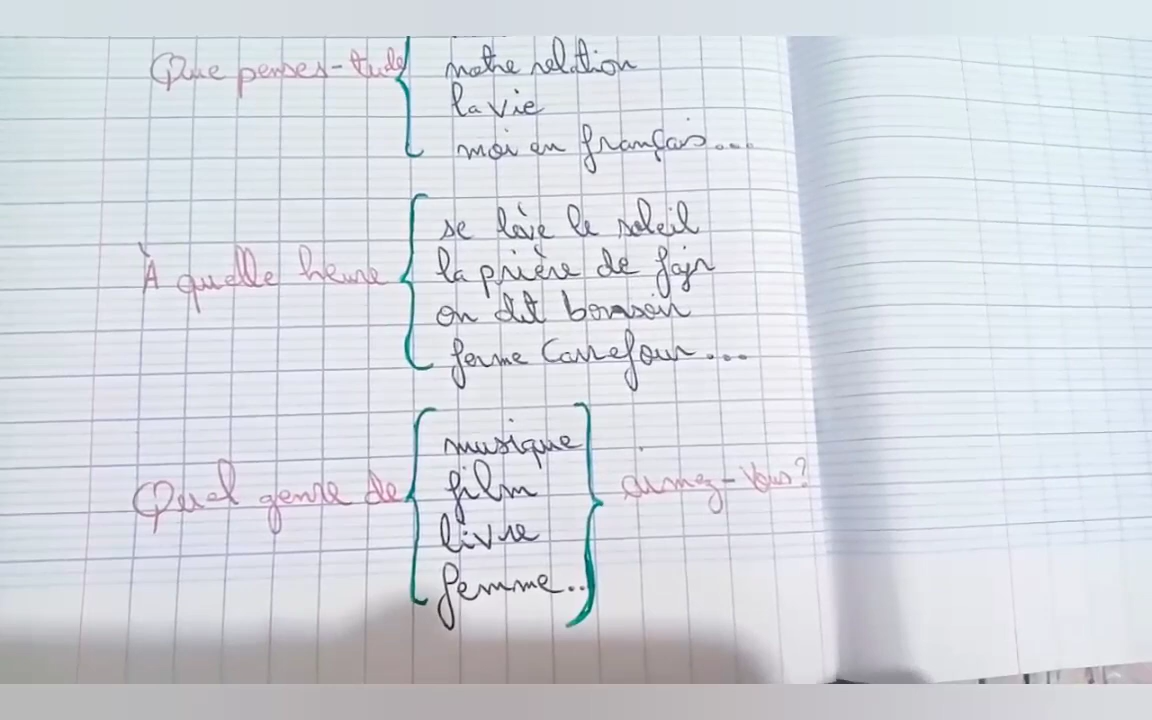 Que penses-tu de { notre relation
la vie
moi en français...
À quelle heure { se lève le soleil
la prière de fajr
on dit bonsoir
ferme Carrefour...
Quel genre de { musique } aimez-vous?
film
livre
femme..